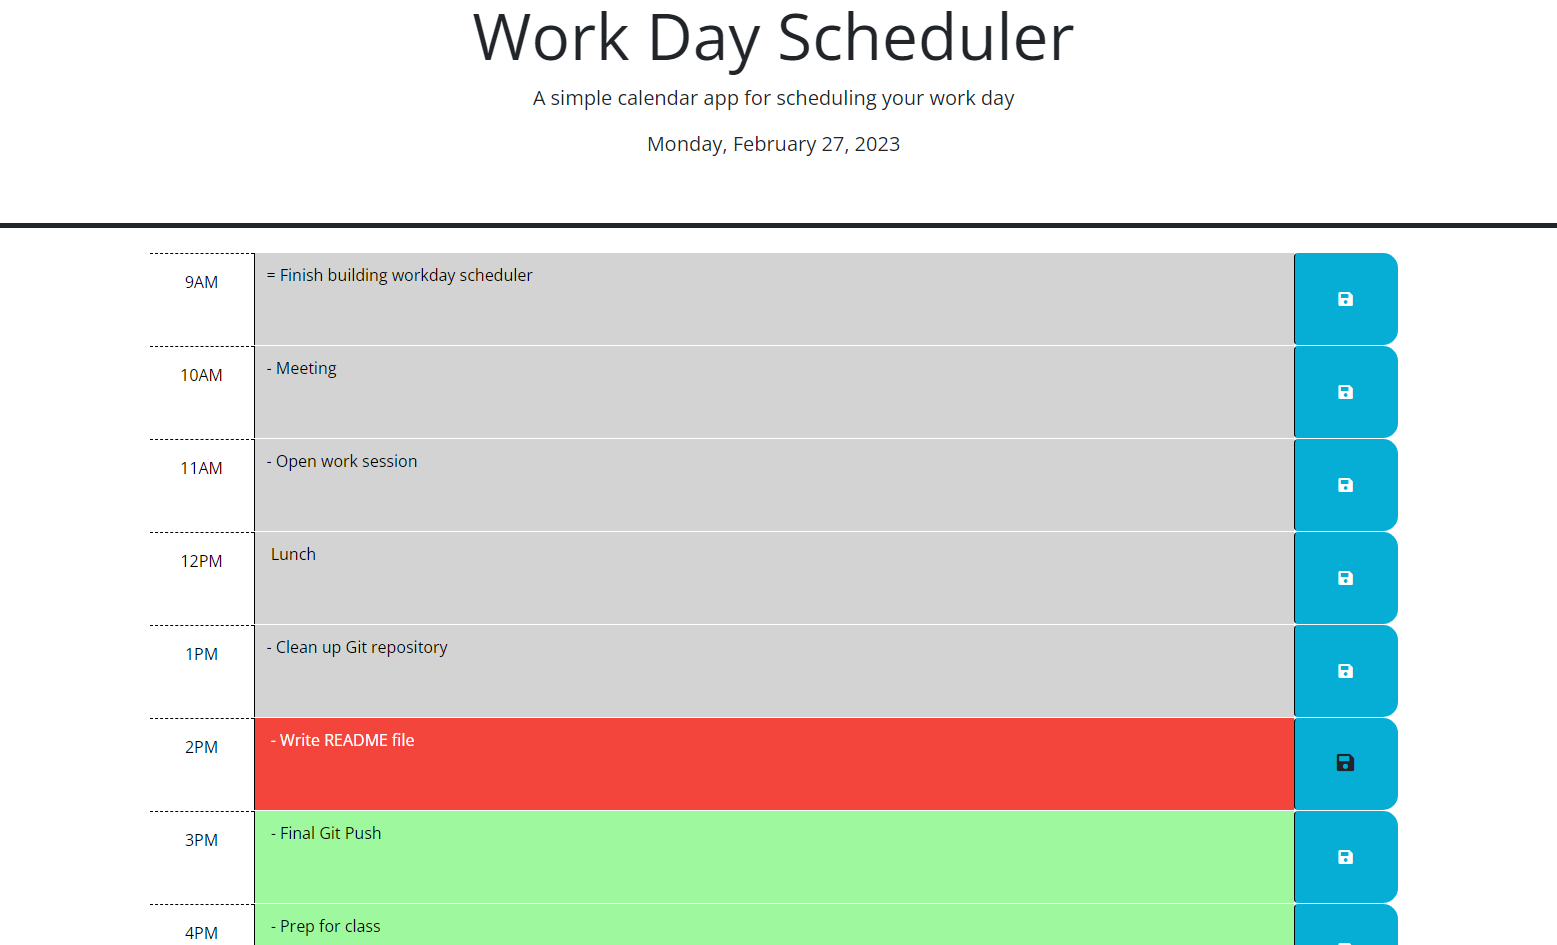 Work Day Scheduler
A simple calendar app for scheduling your work day
Monday, February 27, 2023
9AM
= Finish building workday scheduler
10AM
- Meeting
11AM
- Open work session
12PM
Lunch
1PM
- Clean up Git repository
2PM
- Write README file
3PM
- Final Git Push
4PM
- Prep for class